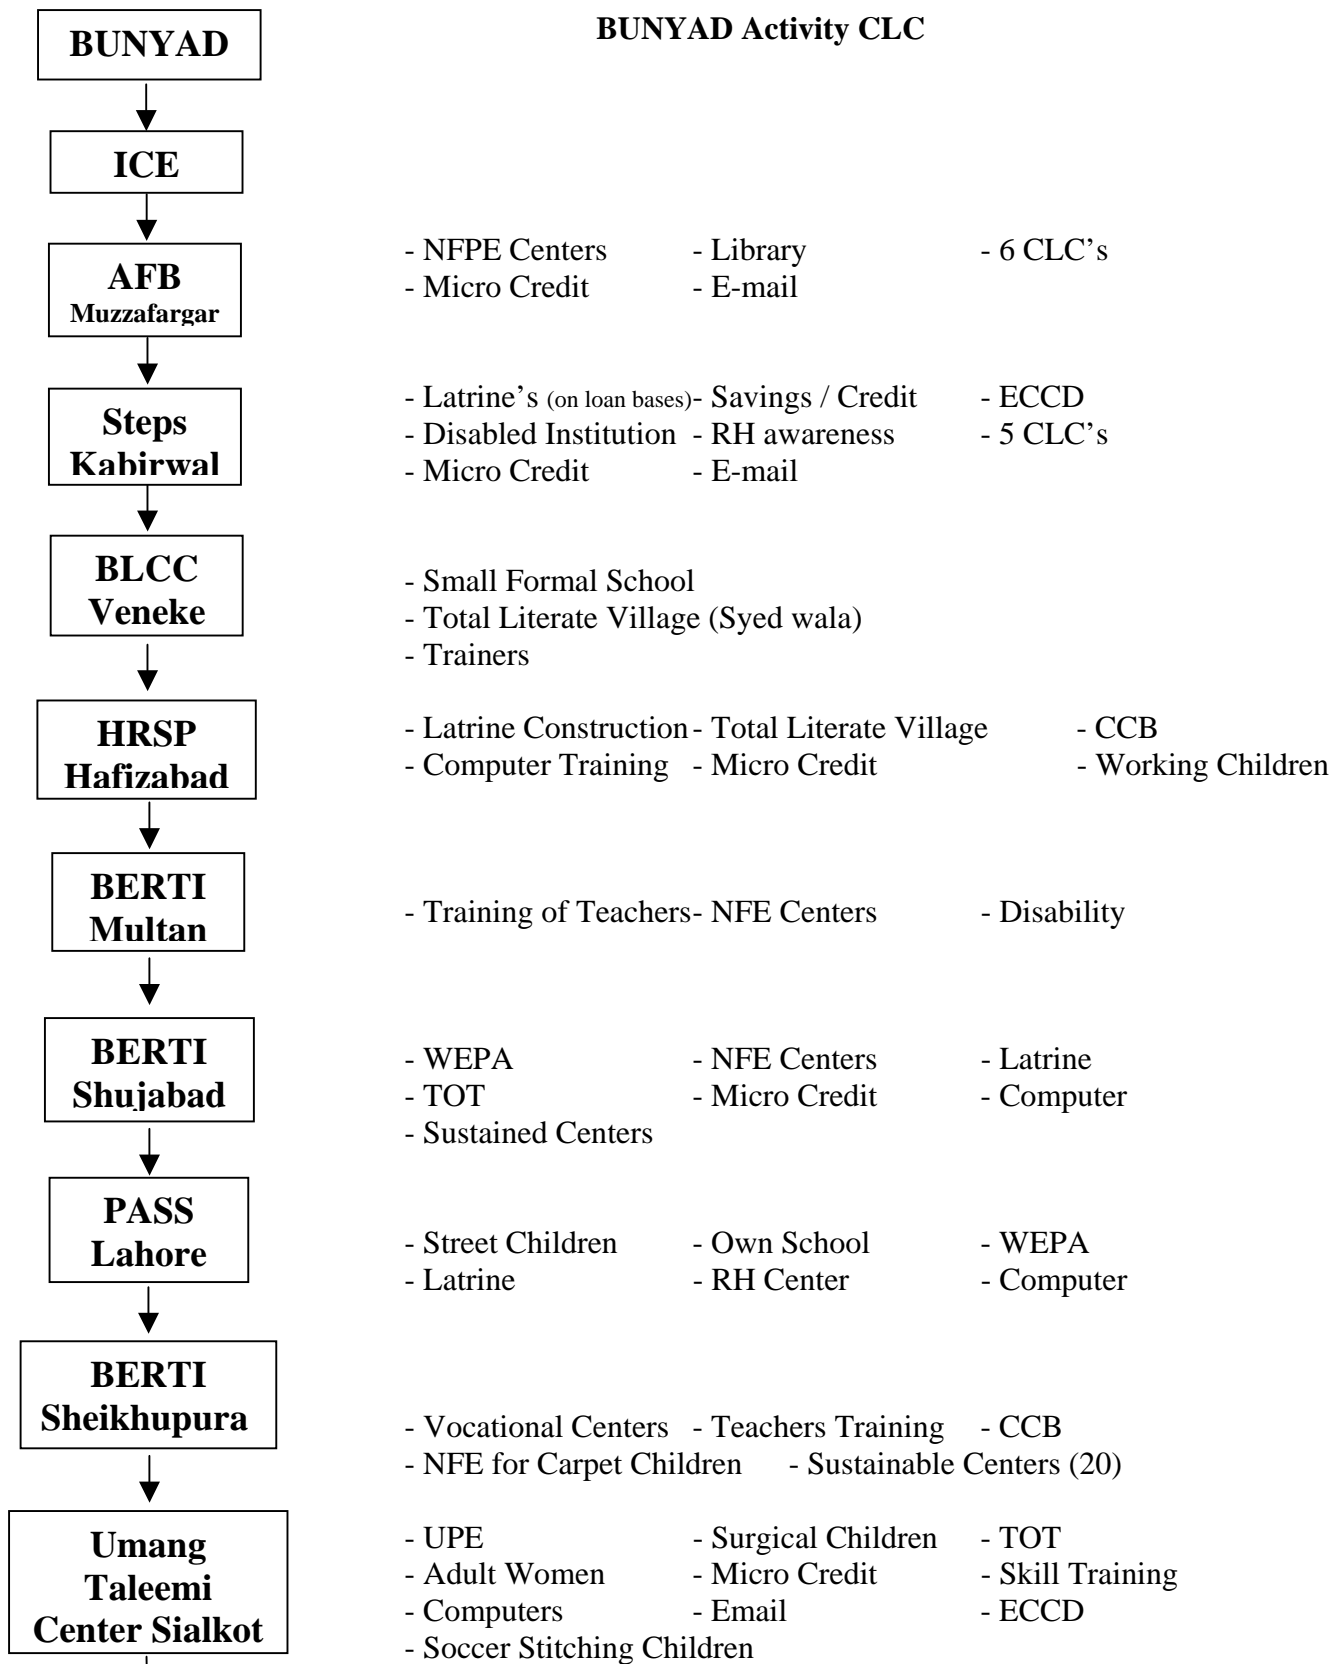 BUNYAD Activity CLC
BUNYAD
ICE
AFB
Muzzafargar
- NFPE Centers - Library - 6 CLC’s
- Micro Credit - E-mail
Steps
Kabirwal
- Latrine’s (on loan bases)- Savings / Credit - ECCD
- Disabled Institution - RH awareness - 5 CLC’s
- Micro Credit - E-mail
BLCC
Veneke
- Small Formal School
- Total Literate Village (Syed wala)
- Trainers
HRSP
Hafizabad
- Latrine Construction - Total Literate Village - CCB
- Computer Training - Micro Credit - Working Children
BERTI
Multan
- Training of Teachers- NFE Centers - Disability
BERTI
Shujabad
- WEPA - NFE Centers - Latrine
- TOT - Micro Credit - Computer
- Sustained Centers
PASS
Lahore
- Street Children - Own School - WEPA
- Latrine - RH Center - Computer
BERTI
Sheikhupura
- Vocational Centers - Teachers Training - CCB
- NFE for Carpet Children - Sustainable Centers (20)
Umang
Taleemi
Center Sialkot
- UPE - Surgical Children - TOT
- Adult Women - Micro Credit - Skill Training
- Computers - Email - ECCD
- Soccer Stitching Children